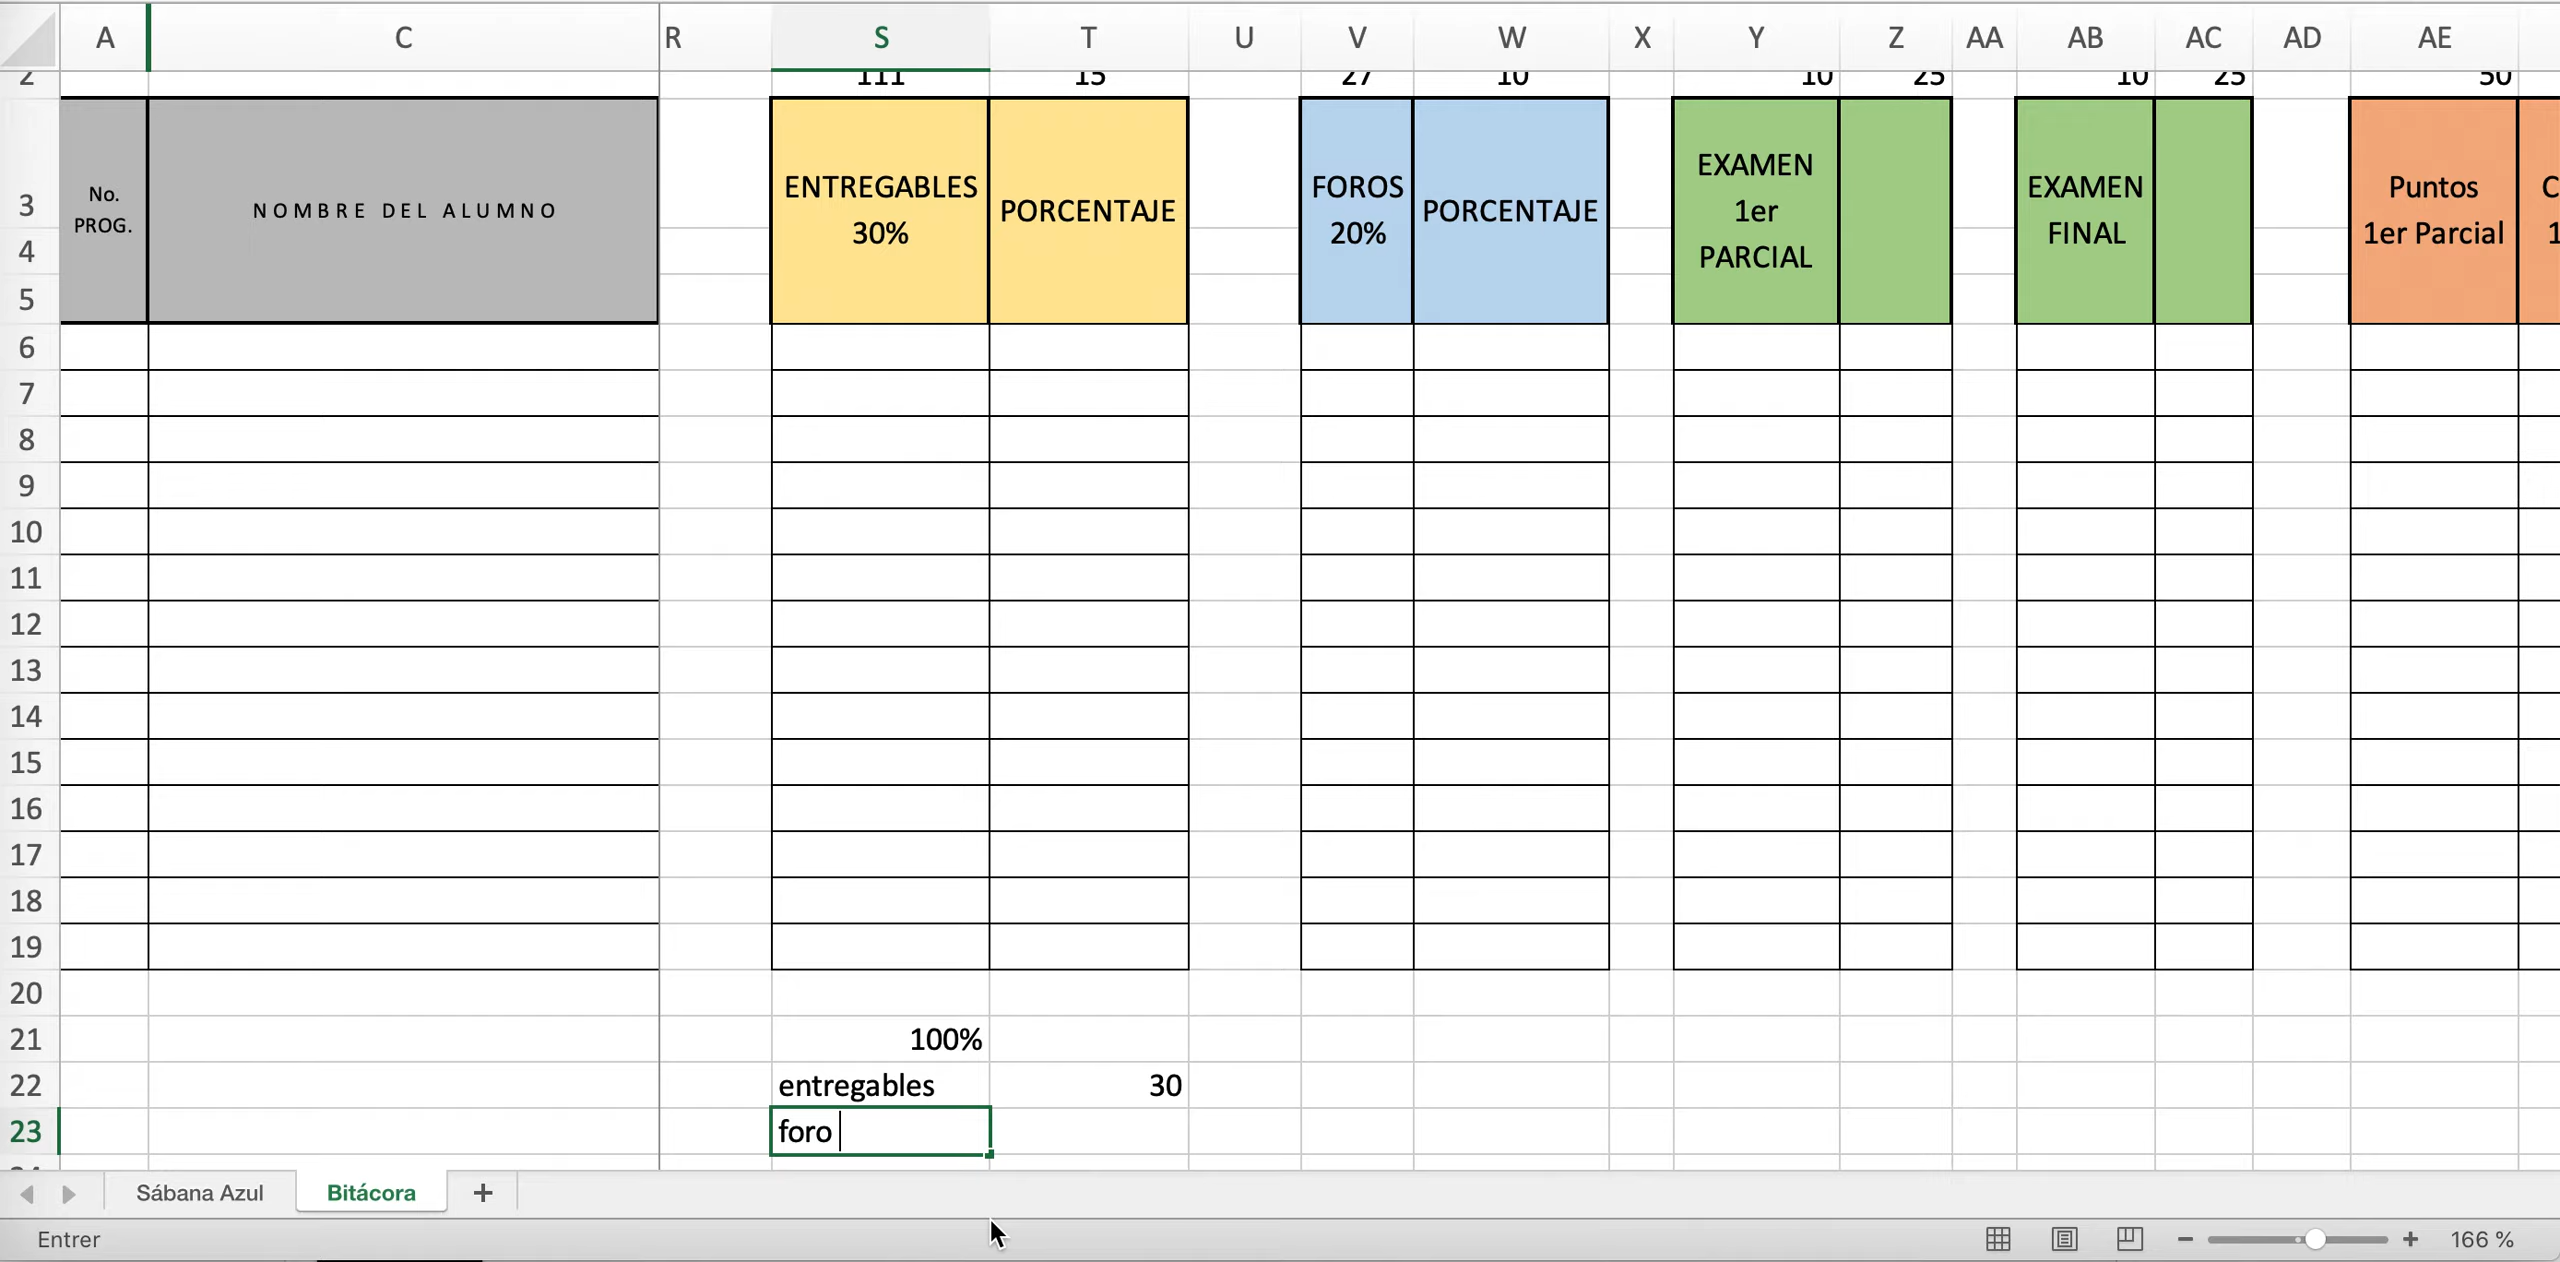 A C R S T U V W X Y Z AA AB AC AD AE
2 111 15 27 10 10 25 10 25 50
No. PROG.
NOMBRE DEL ALUMNO
ENTREGABLES
30%
PORCENTAJE
FOROS
20%
PORCENTAJE
EXAMEN
1er
PARCIAL
EXAMEN
FINAL
Puntos
1er Parcial
C
1
3
4
5
6
7
8
9
10
11
12
13
14
15
16
17
18
19
20
21 100%
22 entregables 30
23 foro
Sábana Azul Bitácora +
Entrer 166 %